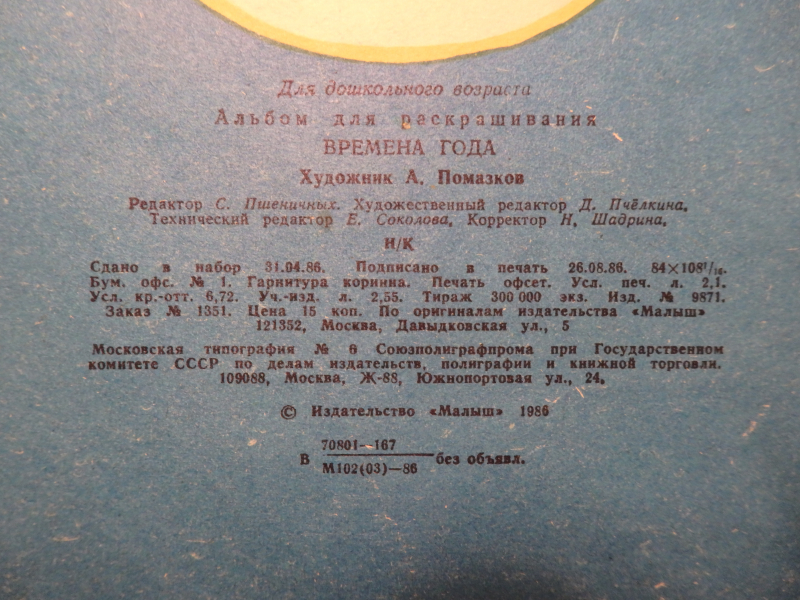 Для дошкольного возраста
Альбом для раскрашивания
ВРЕМЕНА ГОДА
Художник А. Помазков
Редактор С. Пшеничных. Художественный редактор Д. Пчёлкина.
Технический редактор Е. Соколова. Корректор Н. Шадрина.
И/К
Сдано в набор 31.04.86. Подписано в печать 26.08.86. 84×108¹/₁₆.
Бум. офс. № 1. Гарнитура коринна. Печать офсет. Усл. печ. л. 2,1.
Усл. кр.-отт. 6,72. Уч.-изд. л. 2,55. Тираж 300 000 экз. Изд. № 9871.
Заказ № 1351. Цена 15 коп. По оригиналам издательства «Малыш»
121352, Москва, Давыдковская ул., 5
Московская типография № 6 Союзполиграфпрома при Государственном
комитете СССР по делам издательств, полиграфии и книжной торговли.
109088, Москва, Ж-88, Южнопортовая ул., 24.
© Издательство «Малыш» 1986
70801—167
В без объявл.
М102(03)—86